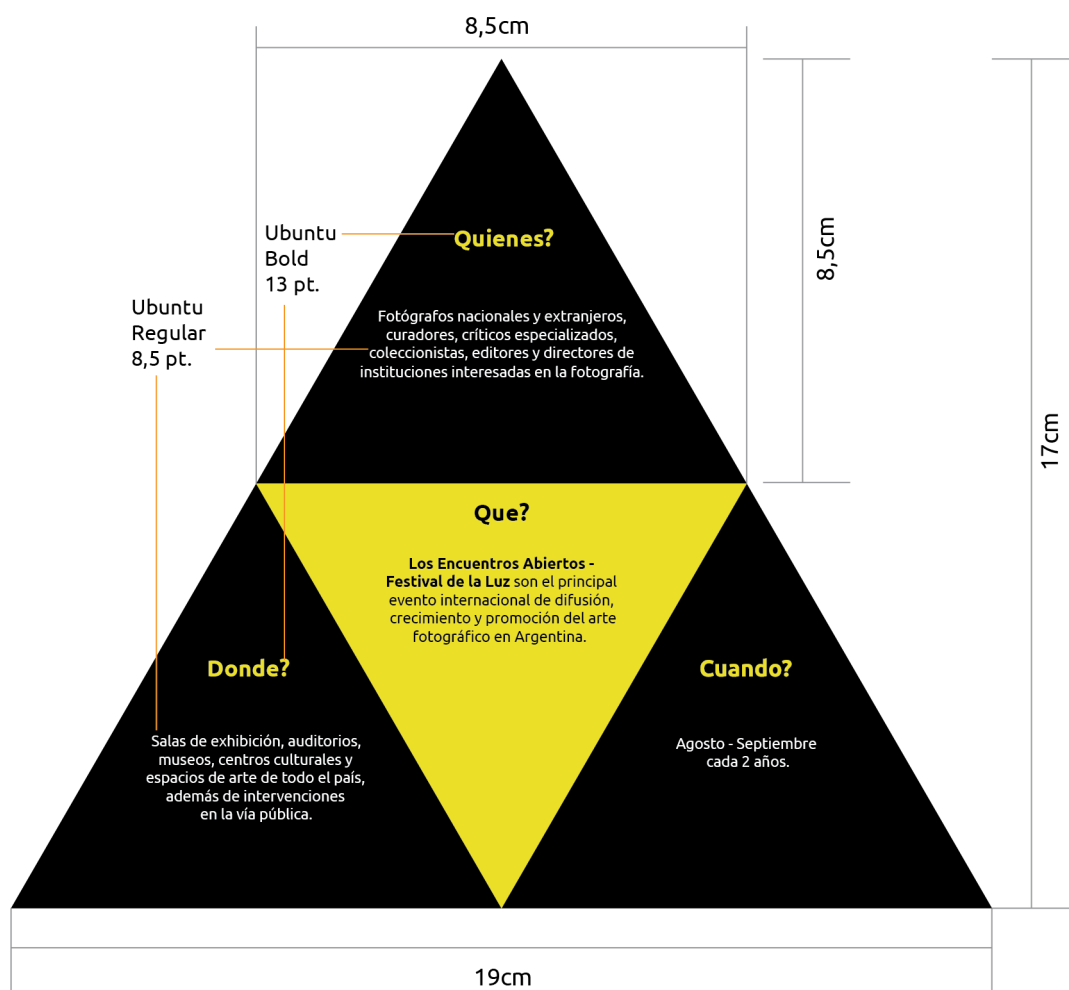 8,5cm
Quienes?
Ubuntu
Bold
13 pt.
8,5cm
Ubuntu
Regular
8,5 pt.
Fotógrafos nacionales y extranjeros,
curadores, críticos especializados,
coleccionistas, editores y directores de
instituciones interesadas en la fotografía.
17cm
Que?
Los Encuentros Abiertos -
Festival de la Luz son el principal
evento internacional de difusión,
crecimiento y promoción del arte
fotográfico en Argentina.
Donde?
Salas de exhibición, auditorios,
museos, centros culturales y
espacios de arte de todo el país,
además de intervenciones
en la vía pública.
Cuando?
Agosto - Septiembre
cada 2 años.
19cm